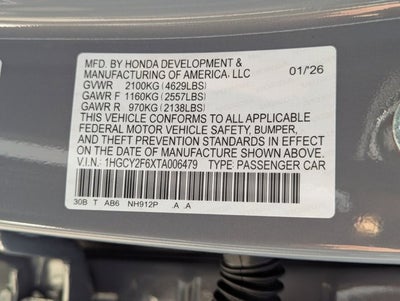 MFD. BY HONDA DEVELOPMENT &
MANUFACTURING OF AMERICA, LLC 01/26
GVWR 2100KG (4629LBS)
GAWR F 1160KG (2557LBS)
GAWR R 970KG (2138LBS)
THIS VEHICLE CONFORMS TO ALL APPLICABLE
FEDERAL MOTOR VEHICLE SAFETY, BUMPER,
AND THEFT PREVENTION STANDARDS IN EFFECT
ON THE DATE OF MANUFACTURE SHOWN ABOVE.
V.I.N.: 1HGCY2F6XTA006479 TYPE: PASSENGER CAR
30B T AB6 NH912P .A .A